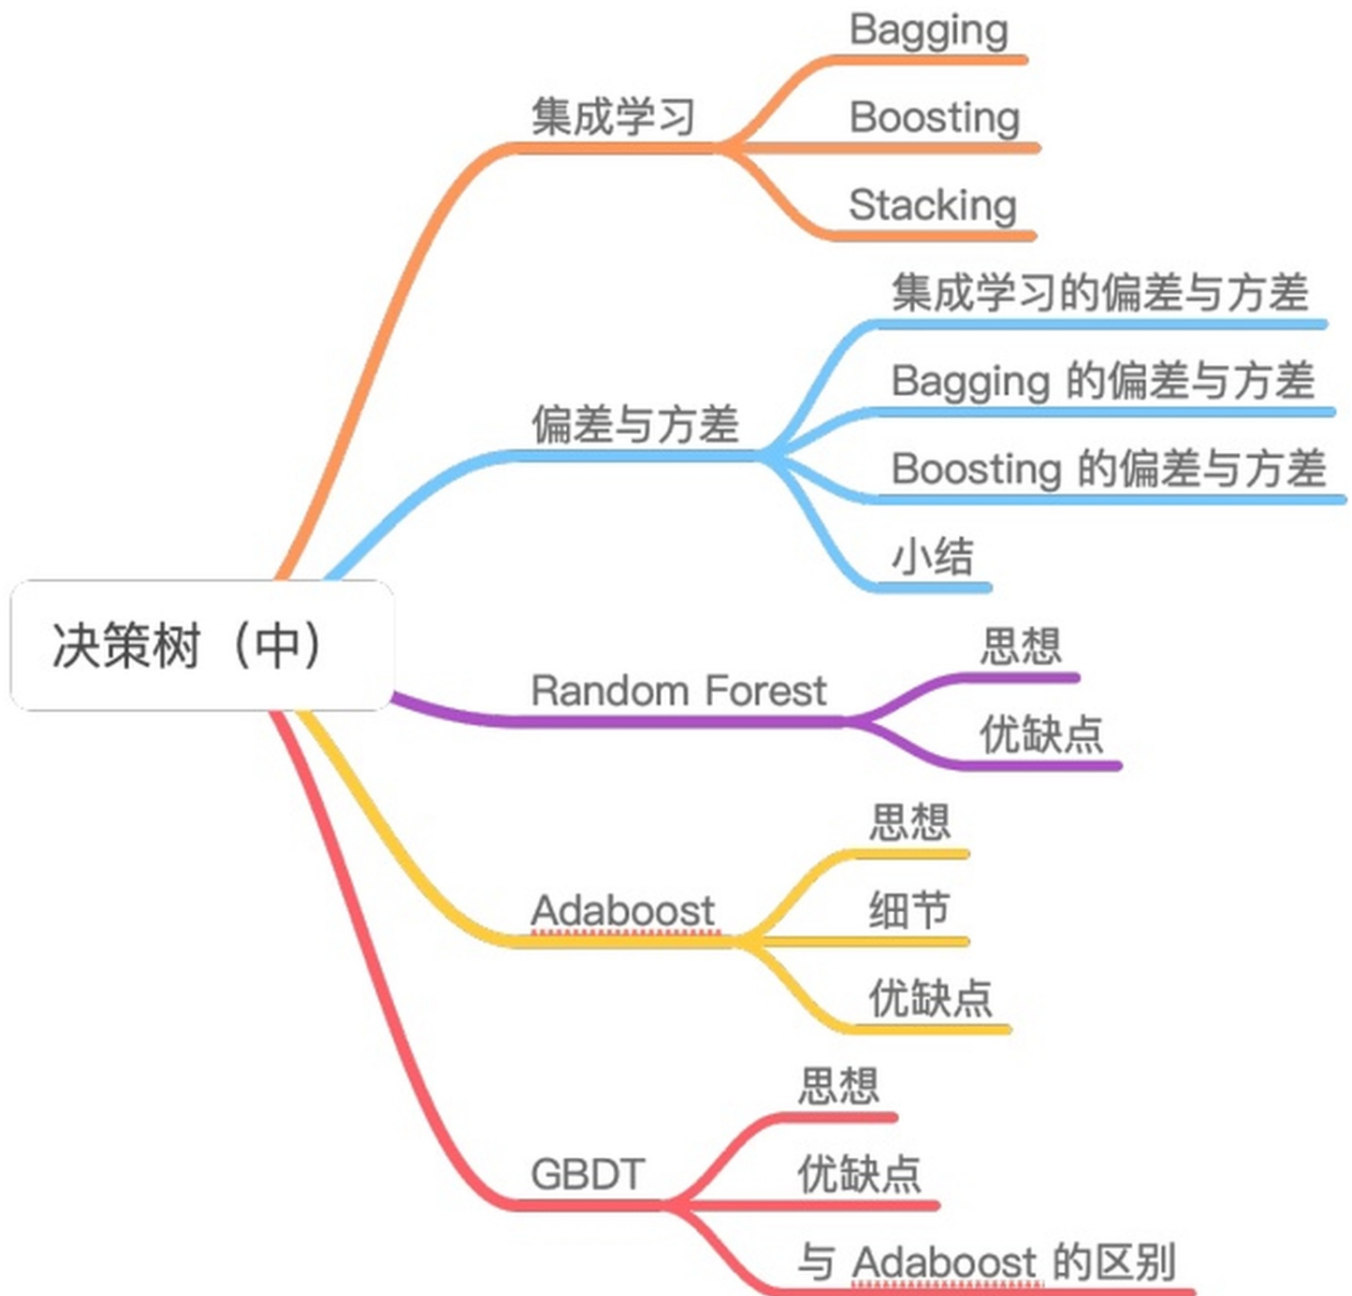 决策树（中）
集成学习
Bagging
Boosting
Stacking
偏差与方差
集成学习的偏差与方差
Bagging 的偏差与方差
Boosting 的偏差与方差
小结
Random Forest
思想
优缺点
Adaboost
思想
细节
优缺点
GBDT
思想
优缺点
与 Adaboost 的区别